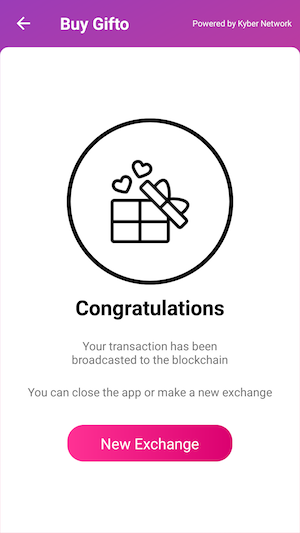 Buy Gifto
Powered by Kyber Network
Congratulations
Your transaction has been
broadcasted to the blockchain
You can close the app or make a new exchange
New Exchange